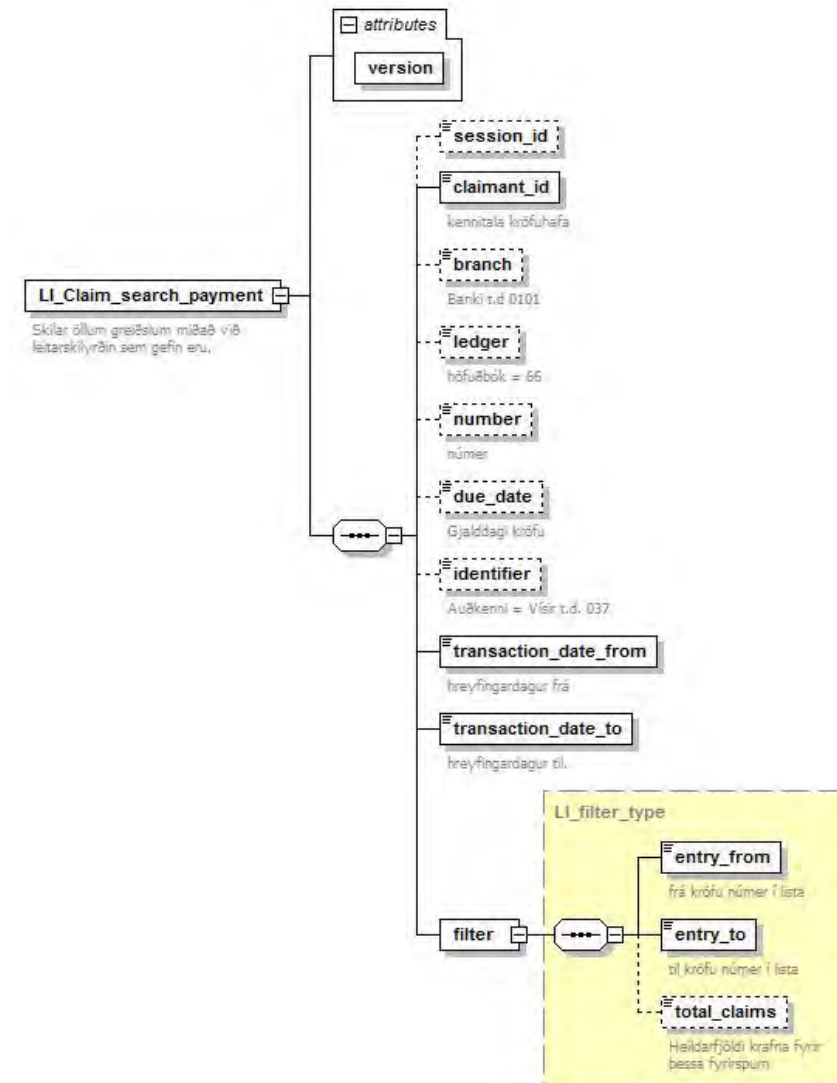 attributes
version
session_id
claimant_id
kennitala kröfuhafa
branch
Banki t.d 0101
LI_Claim_search_payment
Skilar öllum greiðslum miðað við
leitarskilyrðin sem gefin eru.
ledger
höfuðbók = 66
number
númer
due_date
Gjalddagi kröfu
identifier
Auðkenni = Vísir t.d. 037
transaction_date_from
hreyfingardagur frá
transaction_date_to
hreyfingardagur til.
LI_filter_type
entry_from
frá kröfu númer í lista
filter
entry_to
til kröfu númer í lista
total_claims
Heildarfjöldi krafna fyrir
þessa fyrirspurn